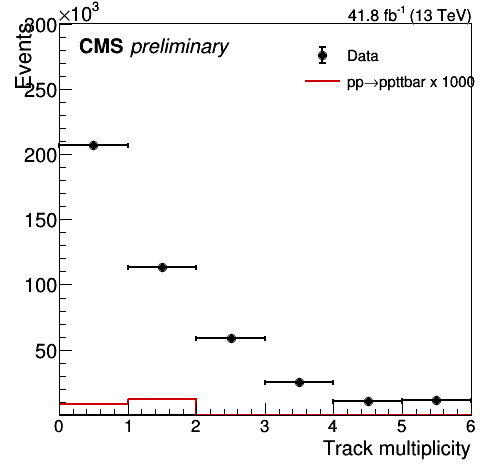 ×10³
41.8 fb⁻¹ (13 TeV)
Events
CMS preliminary
Data
pp→ppttbar x 1000
300
250
200
150
100
50
0 1 2 3 4 5 6
Track multiplicity